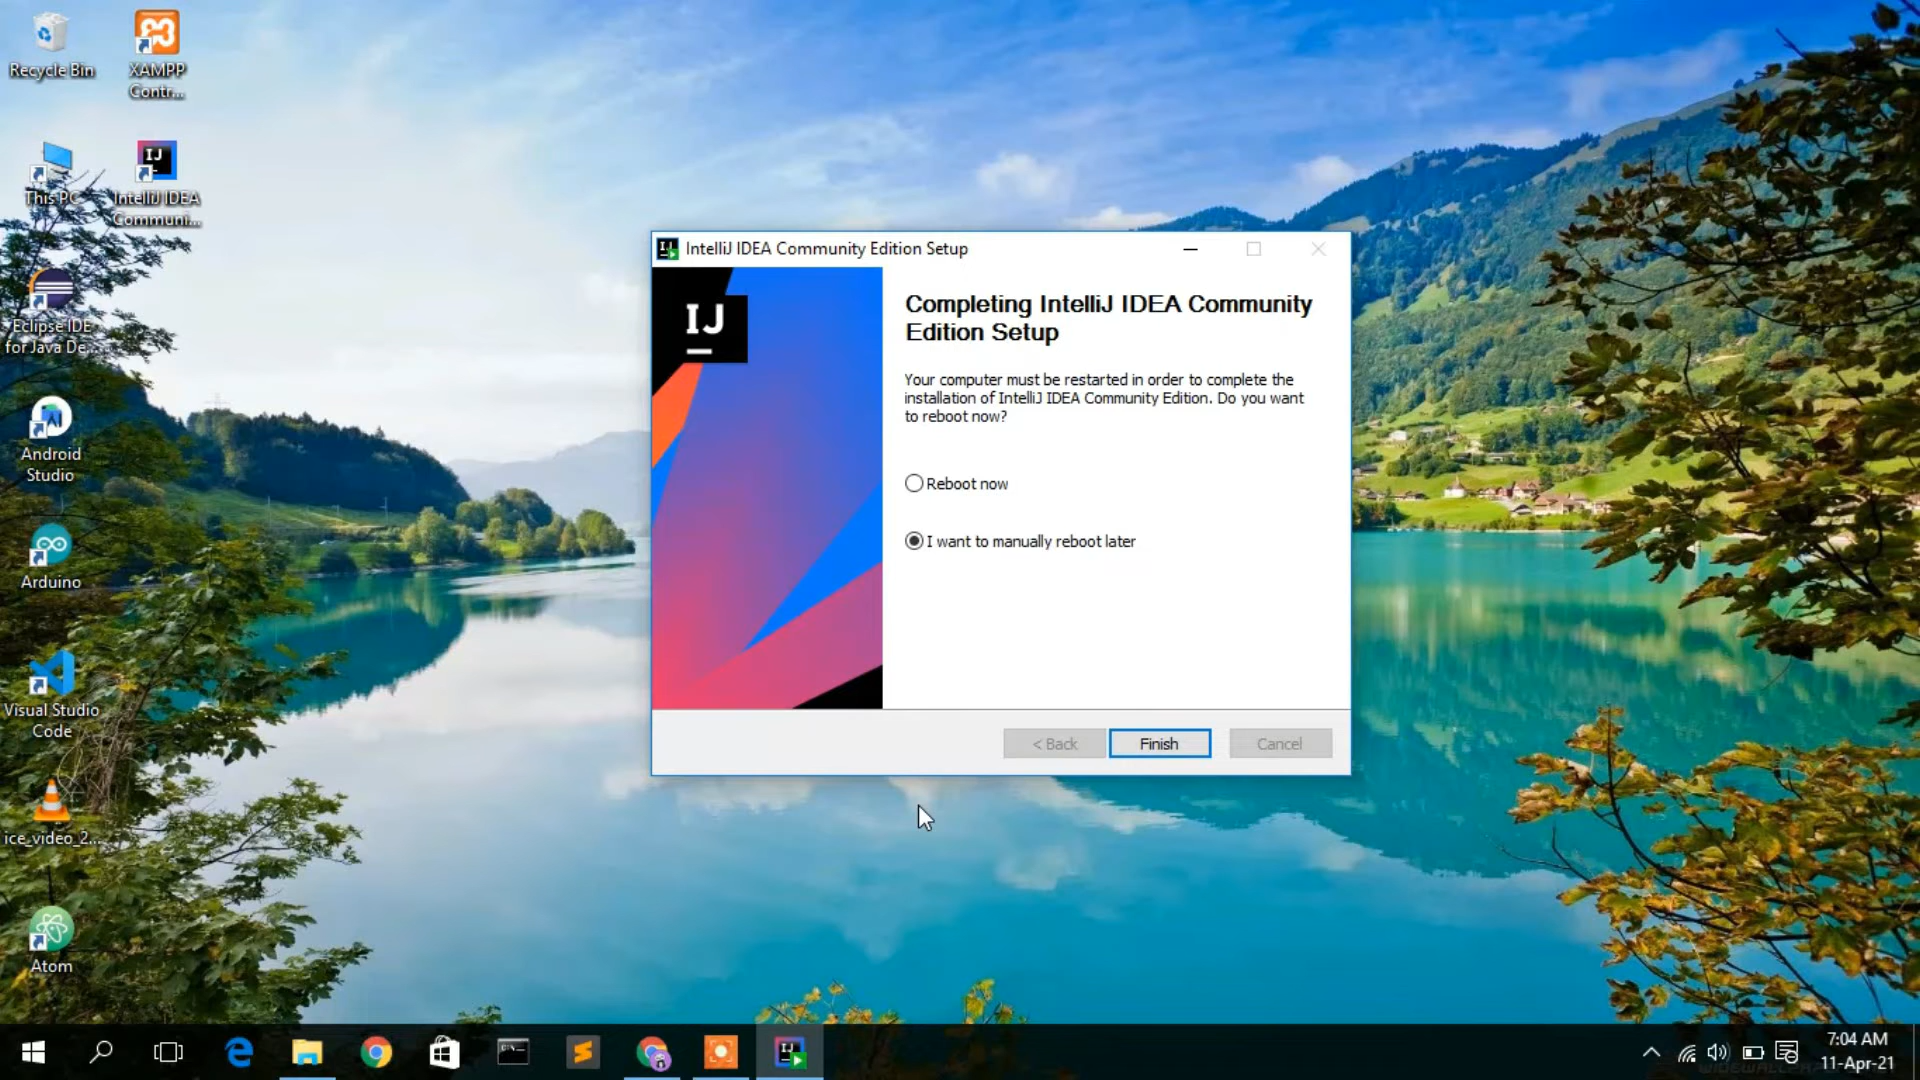 Recycle Bin
XAMPP
Contr...
This PC
IntelliJ IDEA
Communi...
Eclipse IDE
for Java De...
Android
Studio
Arduino
Visual Studio
Code
ice_video_2...
Atom
IntelliJ IDEA Community Edition Setup
IJ
Completing IntelliJ IDEA Community
Edition Setup
Your computer must be restarted in order to complete the
installation of IntelliJ IDEA Community Edition. Do you want
to reboot now?
Reboot now
I want to manually reboot later
< Back
Finish
Cancel
7:04 AM
11-Apr-21